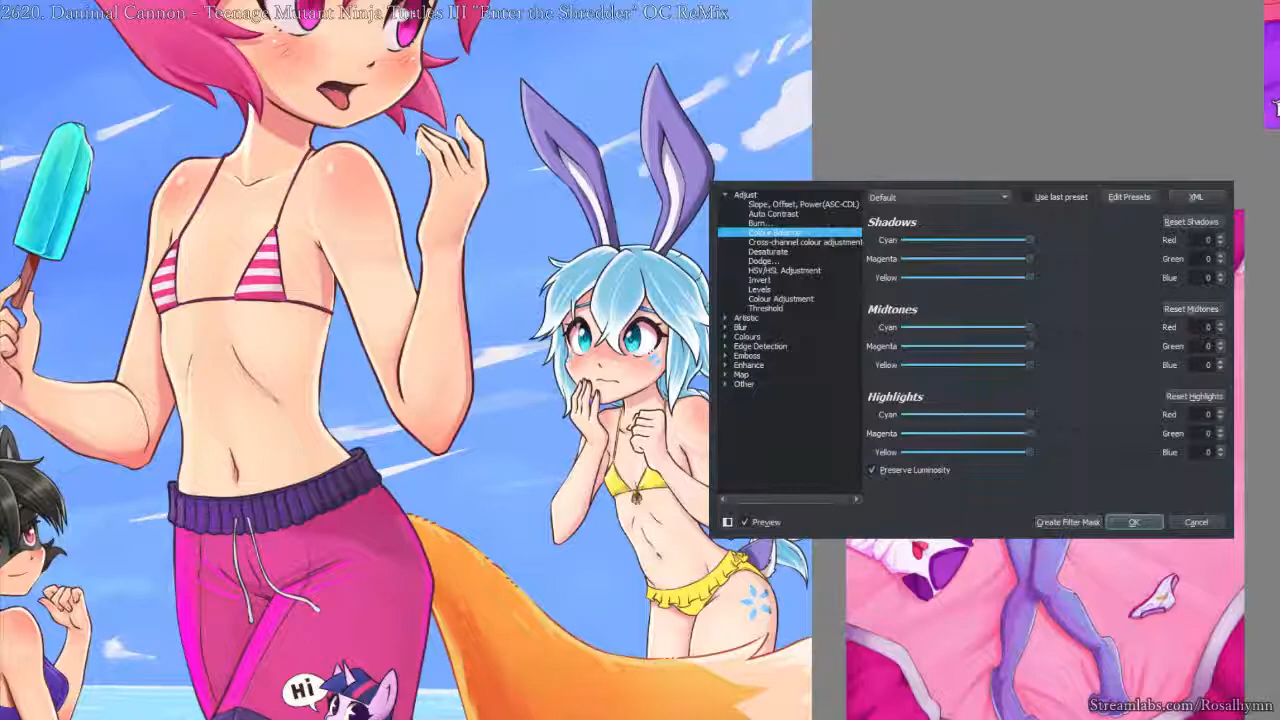 2620. Danimal Cannon - Teenage Mutant Ninja Turtles III "Enter the Shredder" OC ReMix
Adjust
Slope, Offset, Power(ASC-CDL)
Auto Contrast
Burn...
Colour Balance
Cross-channel colour adjustment
Desaturate
Dodge...
HSV/HSL Adjustment
Invert
Levels
Colour Adjustment
Threshold
Artistic
Blur
Colours
Edge Detection
Emboss
Enhance
Map
Other
Preview
Default
Use last preset
Edit Presets
XML
Shadows
Reset Shadows
Cyan Red 0
Magenta Green 0
Yellow Blue 0
Midtones
Reset Midtones
Cyan Red 0
Magenta Green 0
Yellow Blue 0
Highlights
Reset Highlights
Cyan Red 0
Magenta Green 0
Yellow Blue 0
Preserve Luminosity
Create Filter Mask
OK
Cancel
Hi
Streamlabs.com/Rosalhymn